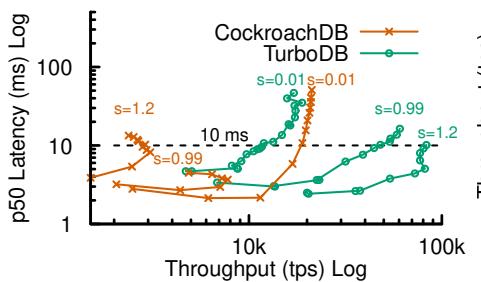 CockroachDB
TurboDB
p50 Latency (ms) Log
100
10
1
s=0.01
s=0.01
s=1.2
s=0.99
10 ms
s=0.99
s=1.2
10k
100k
Throughput (tps) Log